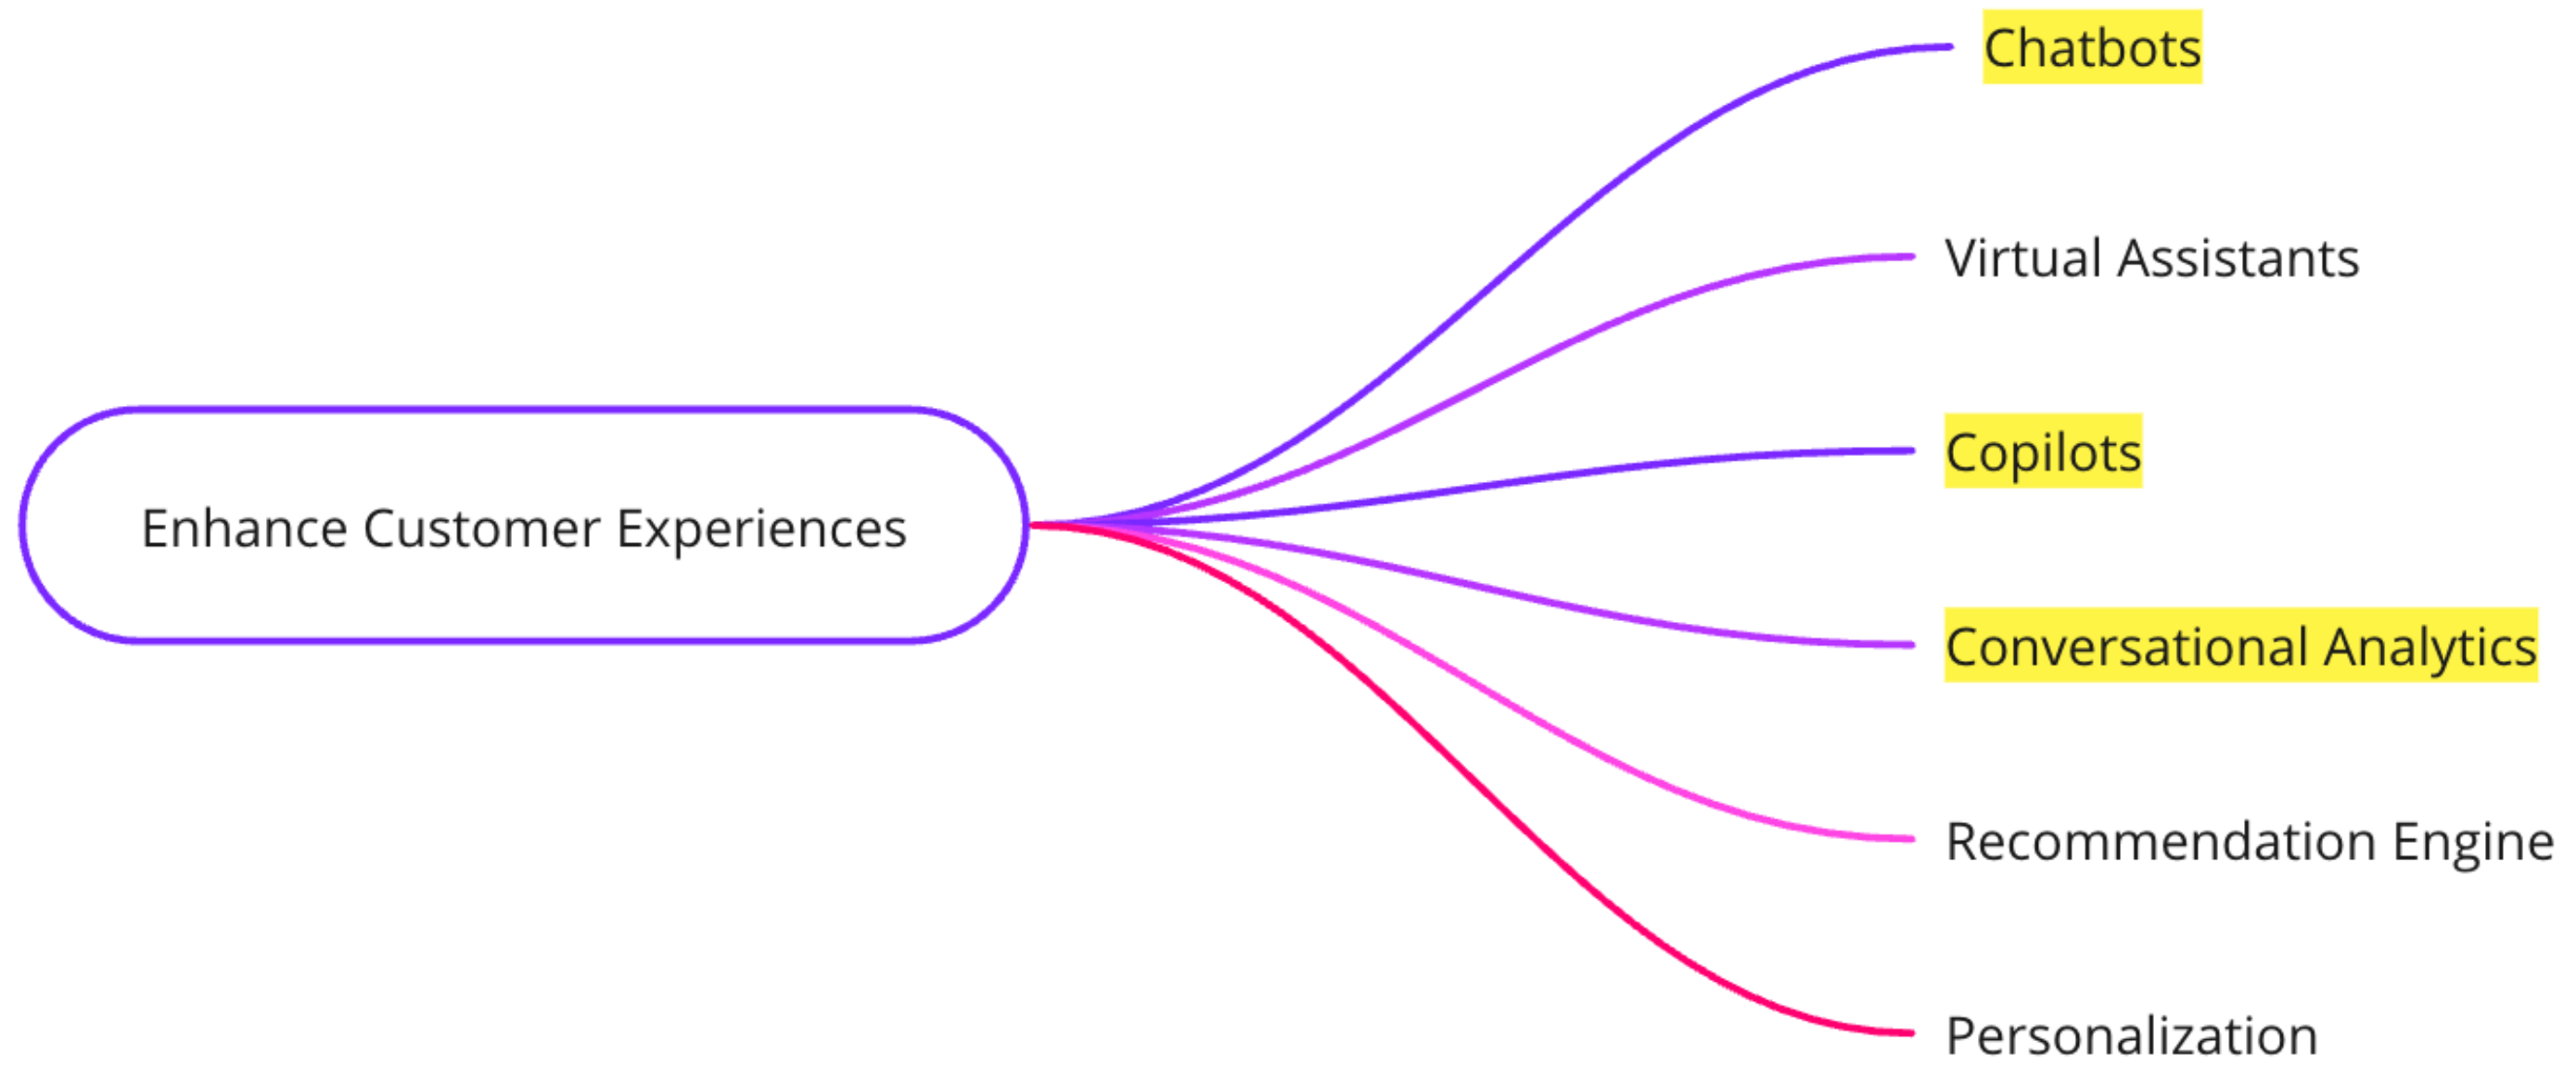 Enhance Customer Experiences
Chatbots
Virtual Assistants
Copilots
Conversational Analytics
Recommendation Engine
Personalization